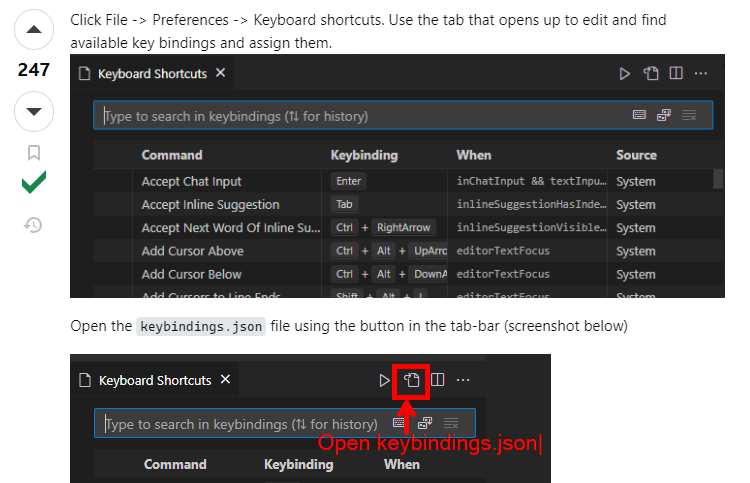 Click File -> Preferences -> Keyboard shortcuts. Use the tab that opens up to edit and find
available key bindings and assign them.
247
Keyboard Shortcuts
Type to search in keybindings (⇅ for history)
Command Keybinding When Source
Accept Chat Input Enter inChatInput && textInpu… System
Accept Inline Suggestion Tab inlineSuggestionHasInde… System
Accept Next Word Of Inline Su... Ctrl + RightArrow inlineSuggestionVisible… System
Add Cursor Above Ctrl + Alt + UpArro editorTextFocus System
Add Cursor Below Ctrl + Alt + DownA editorTextFocus System
Add Cursors to Line Ends Shift + Alt + I editorTextFocus System
Open the keybindings.json file using the button in the tab-bar (screenshot below)
Keyboard Shortcuts
Type to search in keybindings (⇅ for history)
Open keybindings.json|
Command Keybinding When